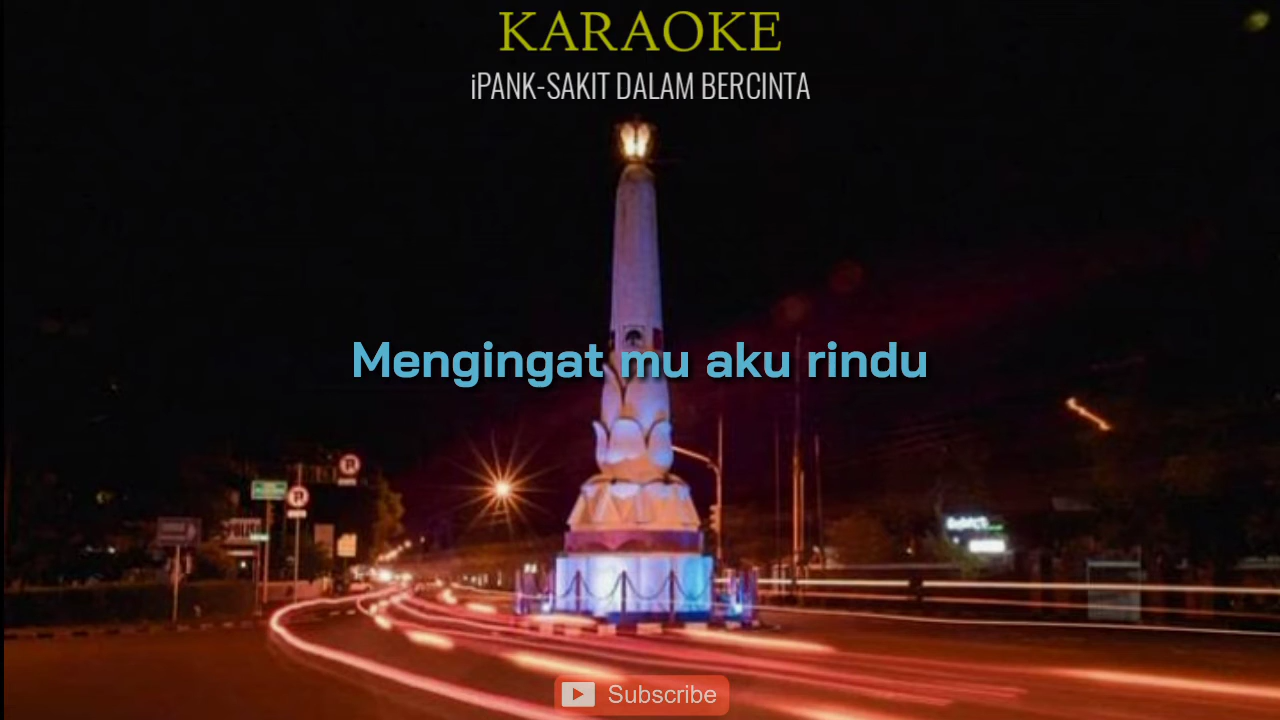 KARAOKE
iPANK-SAKIT DALAM BERCINTA
Mengingat mu aku rindu
Subscribe